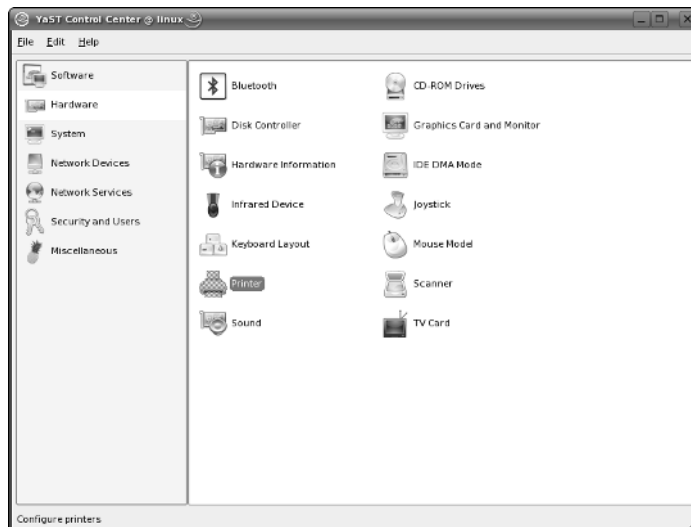 YaST Control Center @ linux
File Edit Help
Software
Hardware
System
Network Devices
Network Services
Security and Users
Miscellaneous
Bluetooth
CD-ROM Drives
Disk Controller
Graphics Card and Monitor
Hardware Information
IDE DMA Mode
Infrared Device
Joystick
Keyboard Layout
Mouse Model
Printer
Scanner
Sound
TV Card
Configure printers